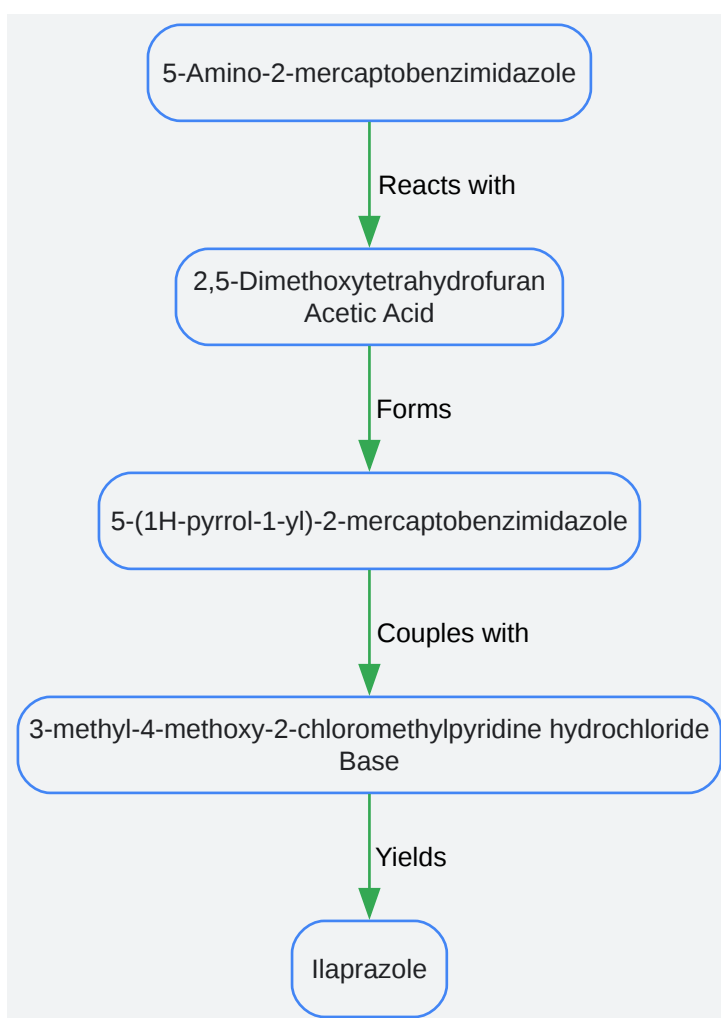 5-Amino-2-mercaptobenzimidazole
Reacts with
2,5-Dimethoxytetrahydrofuran
Acetic Acid
Forms
5-(1H-pyrrol-1-yl)-2-mercaptobenzimidazole
Couples with
3-methyl-4-methoxy-2-chloromethylpyridine hydrochloride
Base
Yields
Ilaprazole